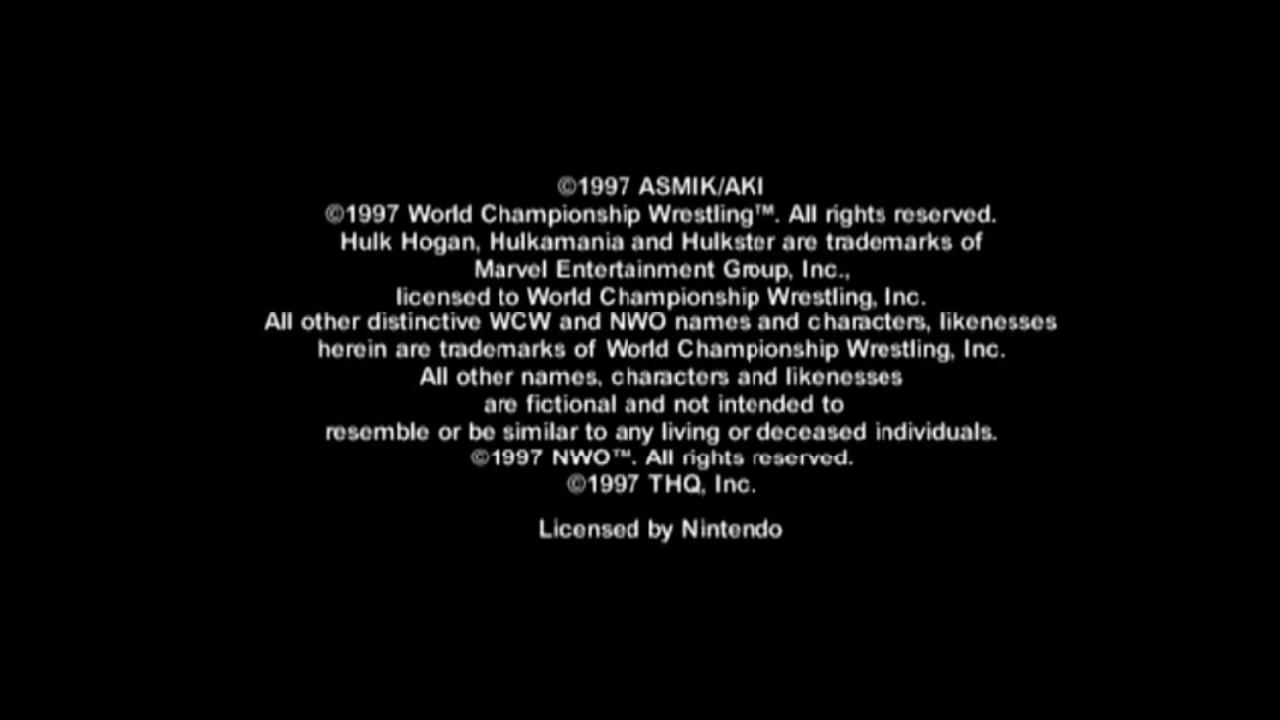 ©1997 ASMIK/AKI
©1997 World Championship Wrestling™. All rights reserved.
Hulk Hogan, Hulkamania and Hulkster are trademarks of
Marvel Entertainment Group, Inc.,
licensed to World Championship Wrestling, Inc.
All other distinctive WCW and NWO names and characters, likenesses
herein are trademarks of World Championship Wrestling, Inc.
All other names, characters and likenesses
are fictional and not intended to
resemble or be similar to any living or deceased individuals.
©1997 NWO™. All rights reserved.
©1997 THQ, Inc.
Licensed by Nintendo